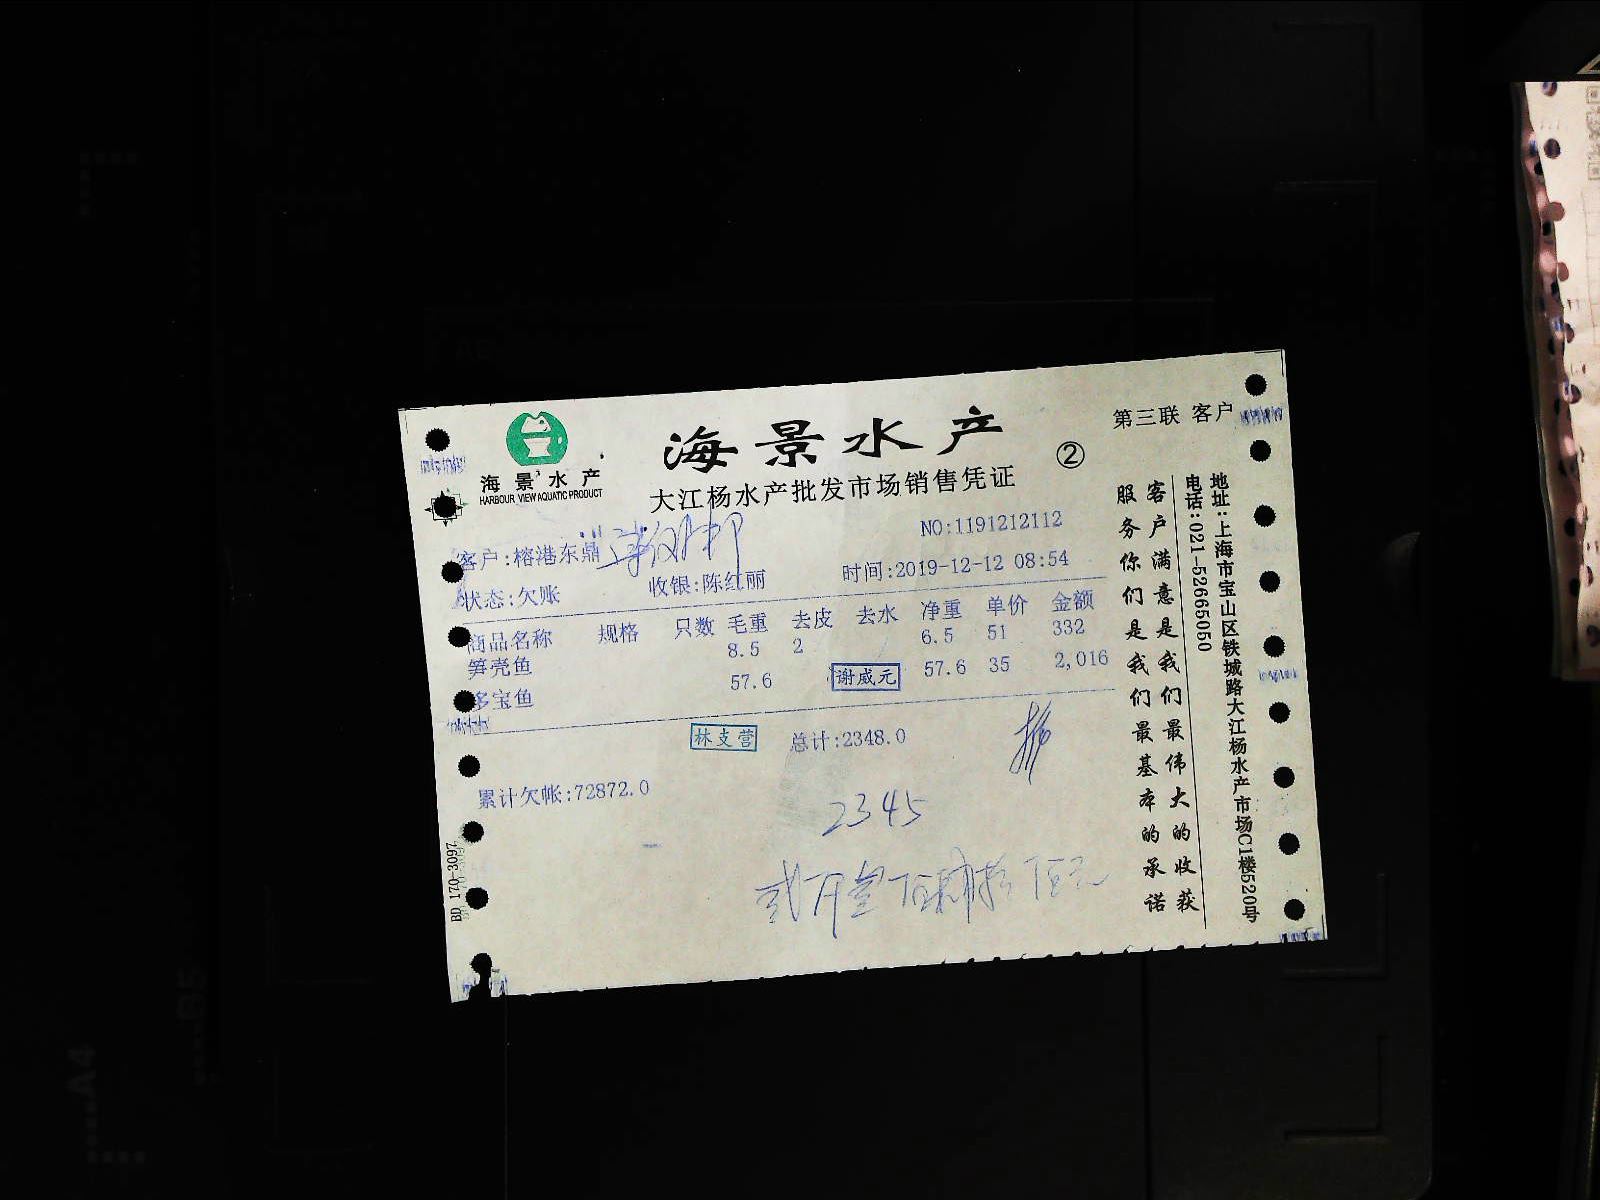 海景水产
HARBOUR VIEW AQUATIC PRODUCT
海景水产
大江杨水产批发市场销售凭证
②
第三联 客户
NO:1191212112
客户:榕港东鼎
状态:欠账
收银:陈红丽
时间:2019-12-12 08:54
商品名称 规格 只数 毛重 去皮 去水 净重 单价 金额
笋壳鱼 8.5 2 6.5 51 332
多宝鱼 57.6 57.6 35 2,016
谢威元
林支营
总计:2348.0
累计欠帐:72872.0
2345
BD 170-3097
客户满意是我们最伟大的收获
服务你们是我们最基本的承诺
地址:上海市宝山区铁城路大江杨水产市场C1楼520号
电话:021-52665050
A4
B5